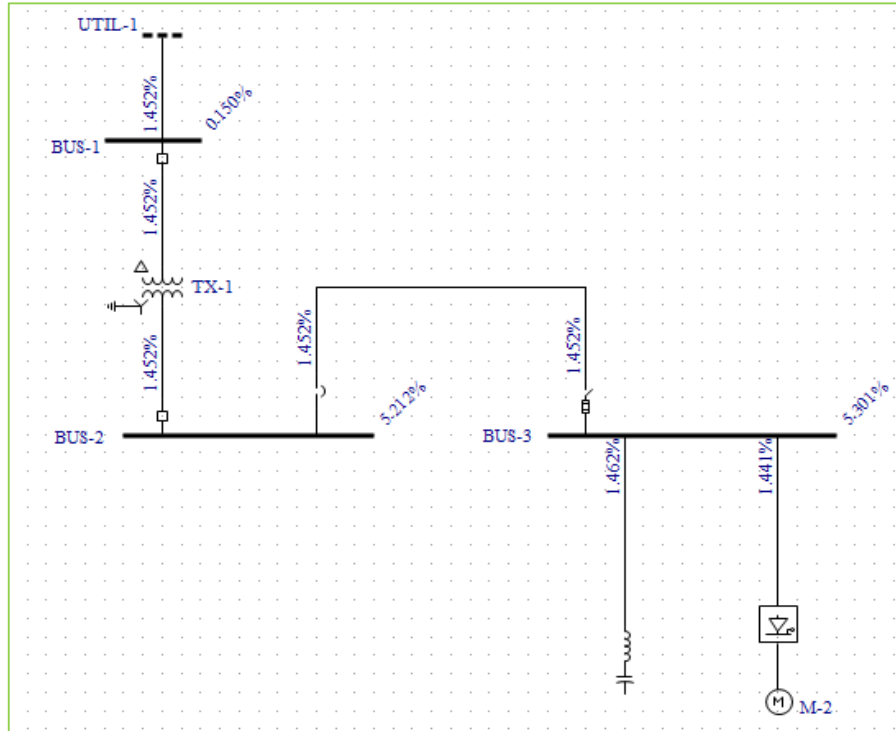 UTIL-1
1.452%
0.150%
BUS-1
1.452%
TX-1
1.452%
1.452%
1.452%
5.212%
5.301%
BUS-2
BUS-3
1.462%
1.441%
M
M-2